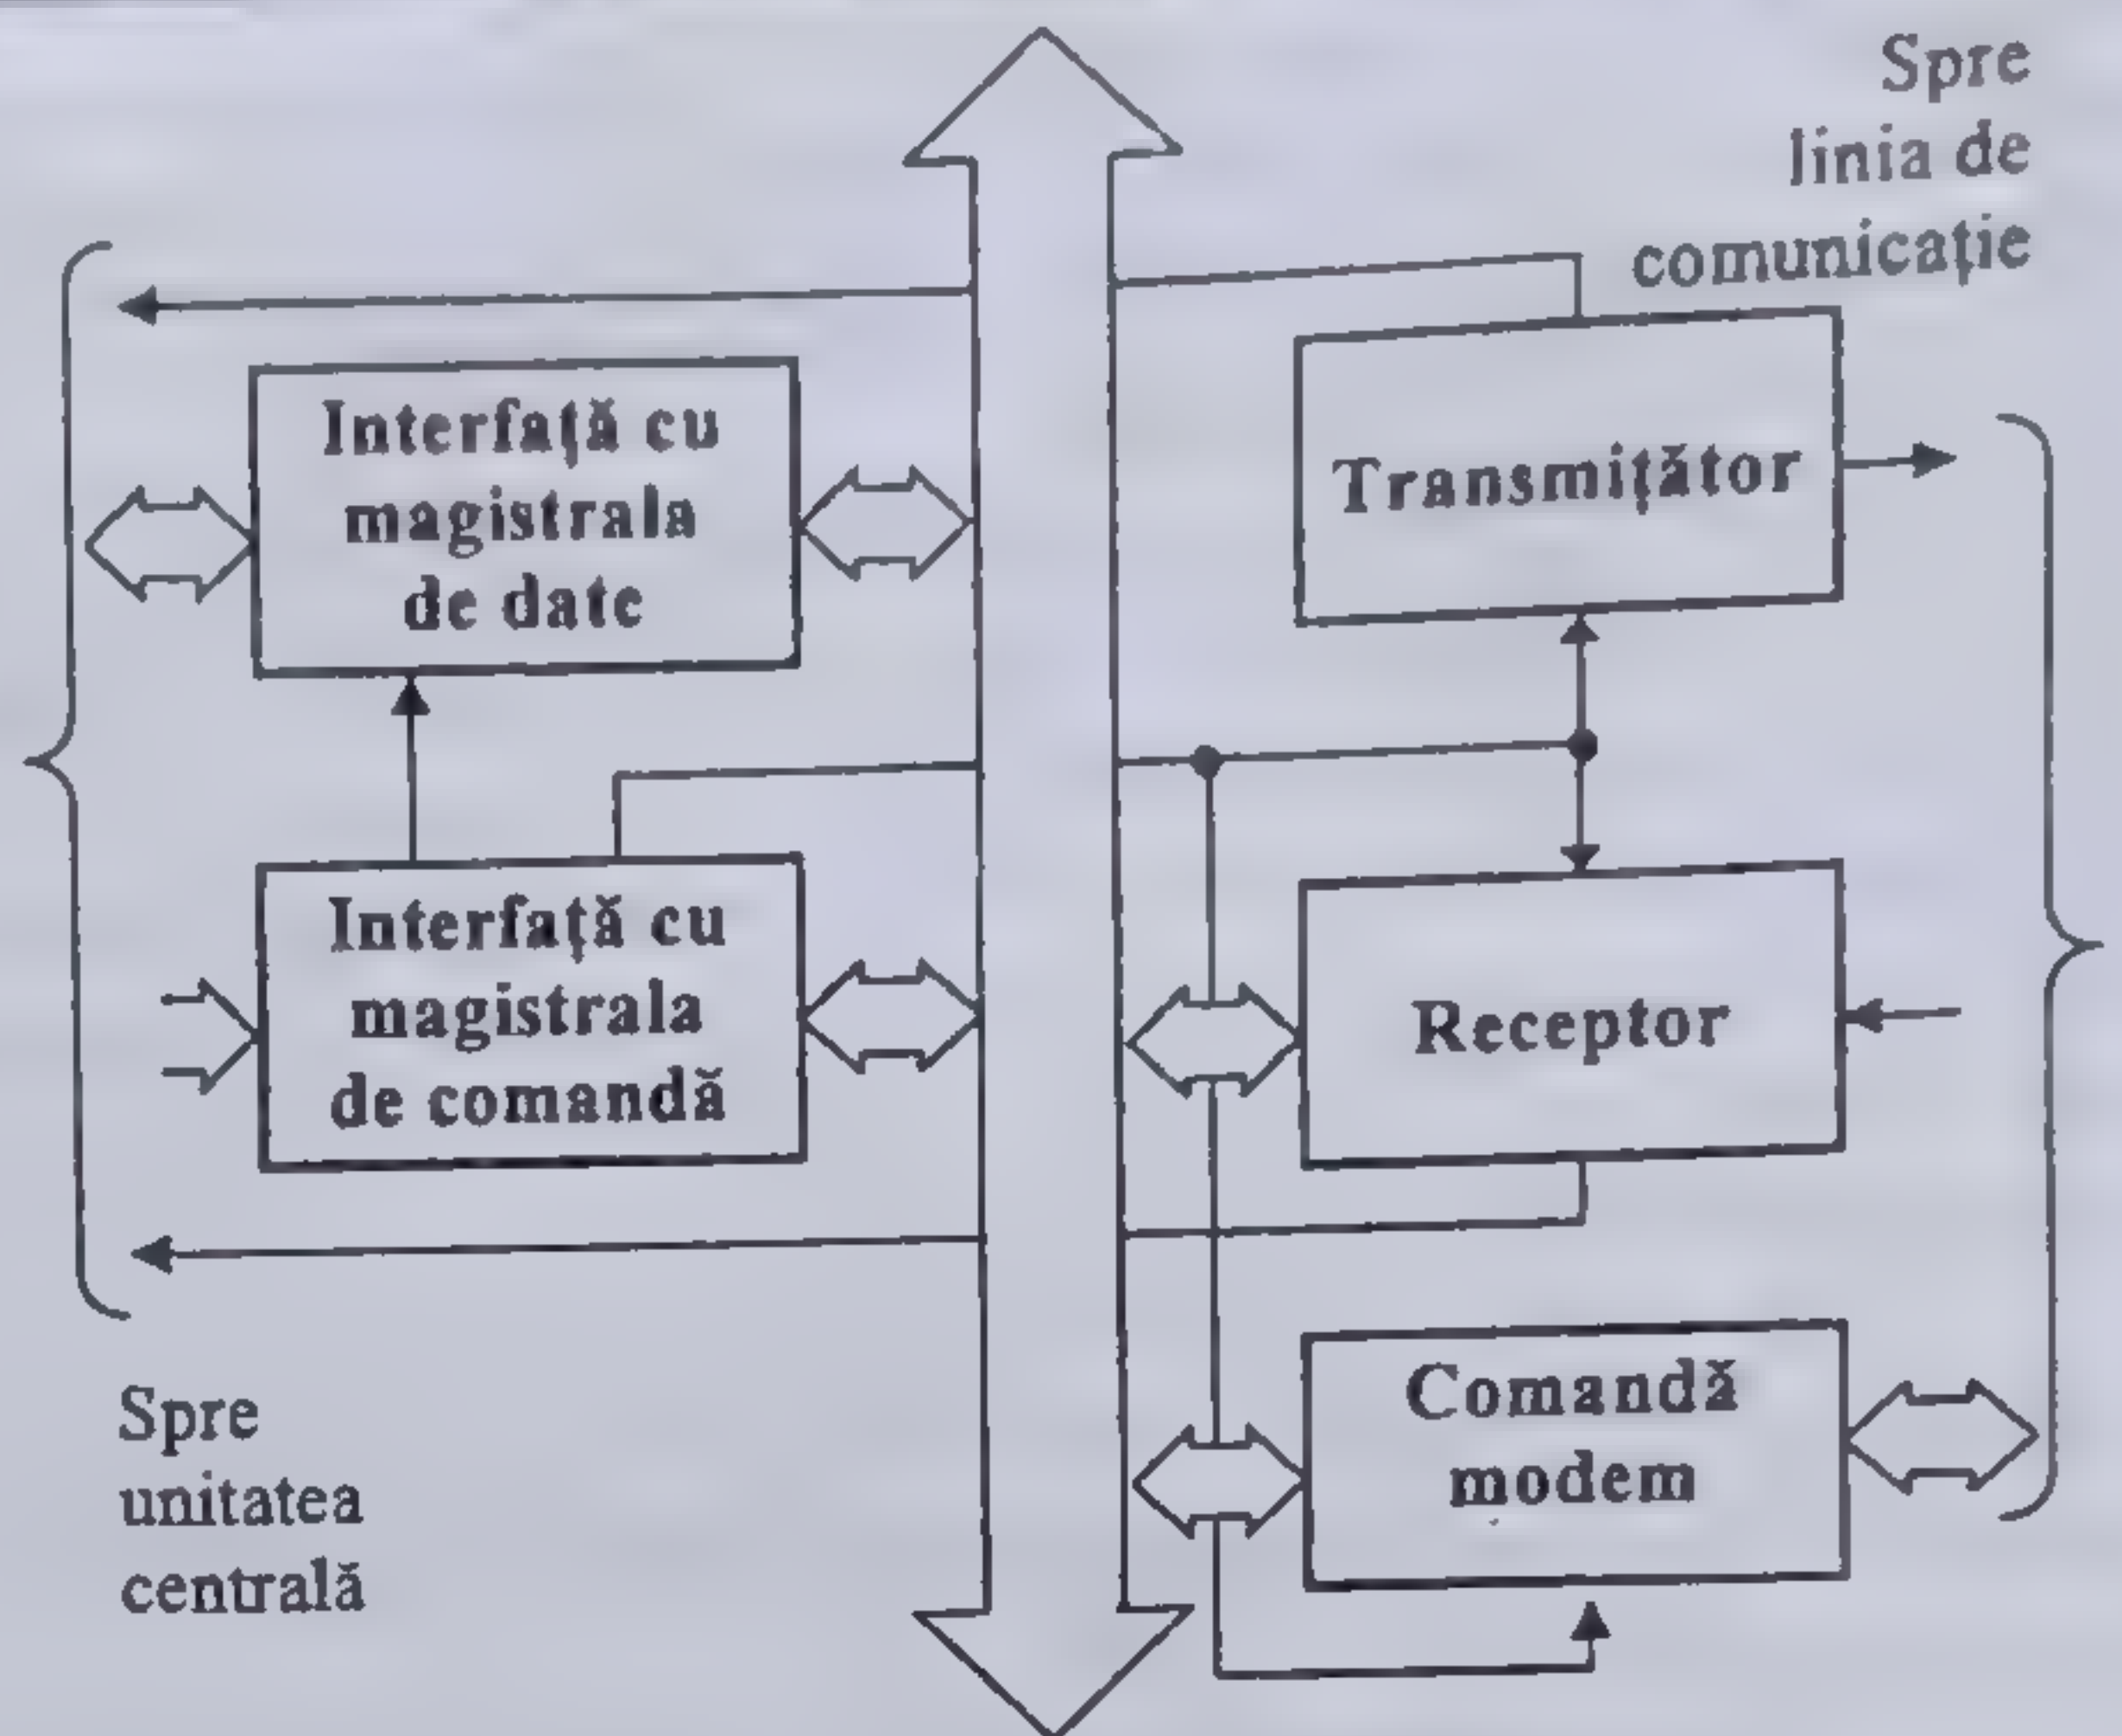 Spre
linia de
comunicație
Interfață cu
magistrala
de date
Transmițător
Interfață cu
magistrala
de comandă
Receptor
Comandă
modem
Spre
unitatea
centrală